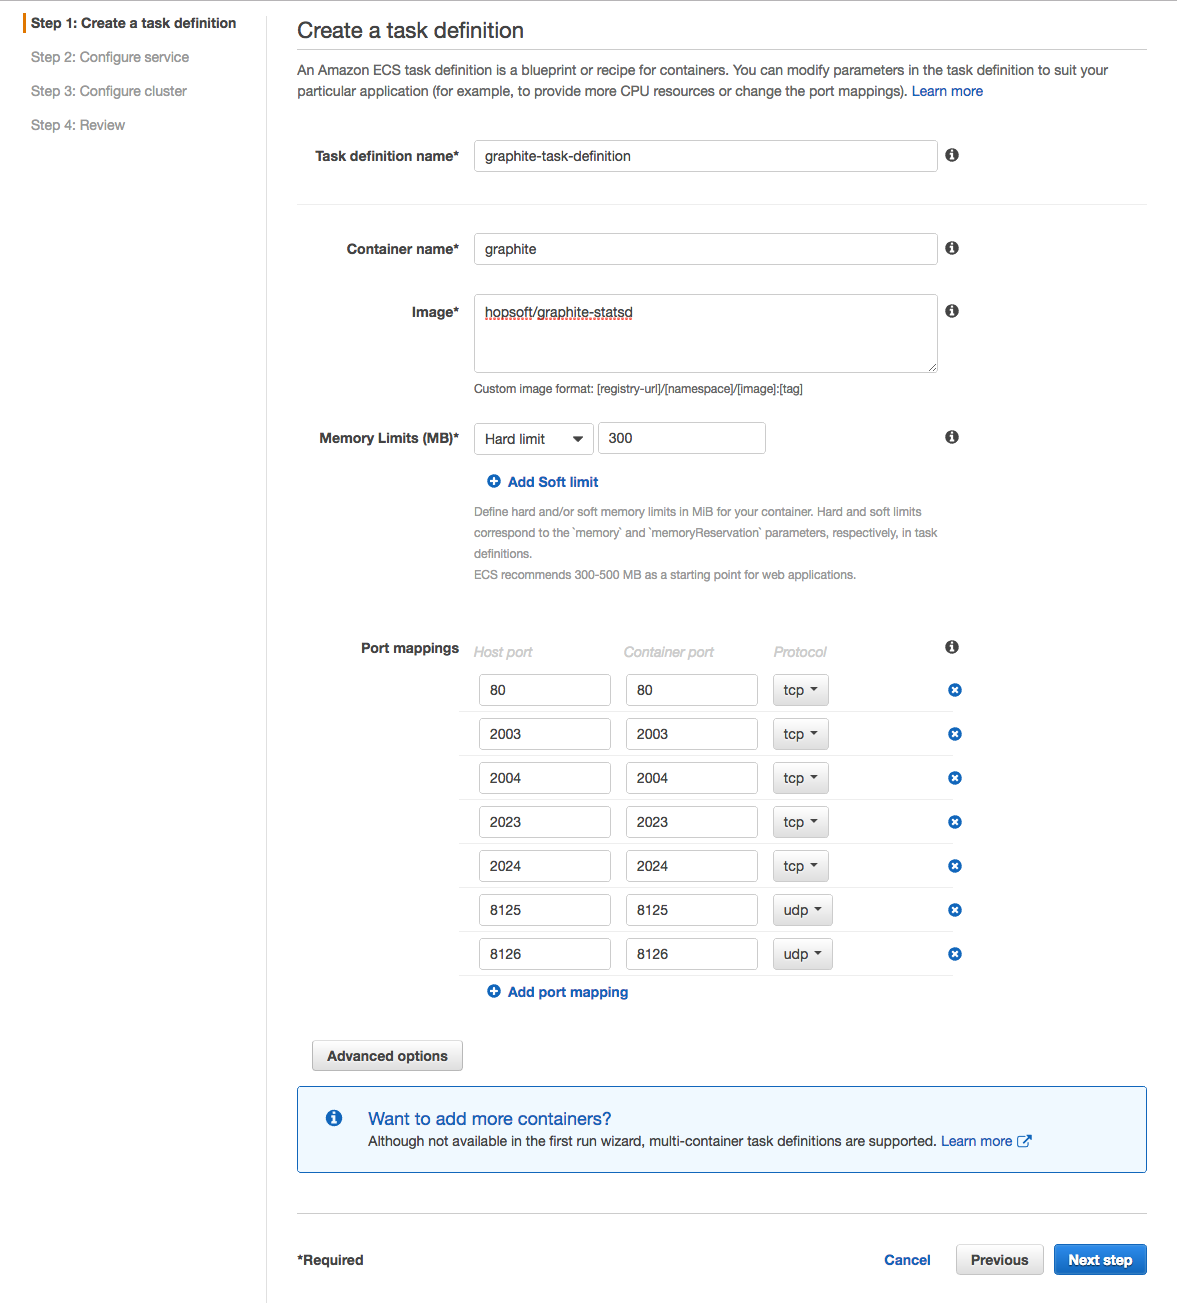 Step 1: Create a task definition
Step 2: Configure service
Step 3: Configure cluster
Step 4: Review
Create a task definition
An Amazon ECS task definition is a blueprint or recipe for containers. You can modify parameters in the task definition to suit your
particular application (for example, to provide more CPU resources or change the port mappings). Learn more
Task definition name* graphite-task-definition
Container name* graphite
Image* hopsoft/graphite-statsd
Custom image format: [registry-url]/[namespace]/[image]:[tag]
Memory Limits (MB)* Hard limit 300
Add Soft limit
Define hard and/or soft memory limits in MiB for your container. Hard and soft limits
correspond to the `memory` and `memoryReservation` parameters, respectively, in task
definitions.
ECS recommends 300-500 MB as a starting point for web applications.
Port mappings Host port Container port Protocol
80 80 tcp
2003 2003 tcp
2004 2004 tcp
2023 2023 tcp
2024 2024 tcp
8125 8125 udp
8126 8126 udp
Add port mapping
Advanced options
Want to add more containers?
Although not available in the first run wizard, multi-container task definitions are supported. Learn more
*Required Cancel Previous Next step